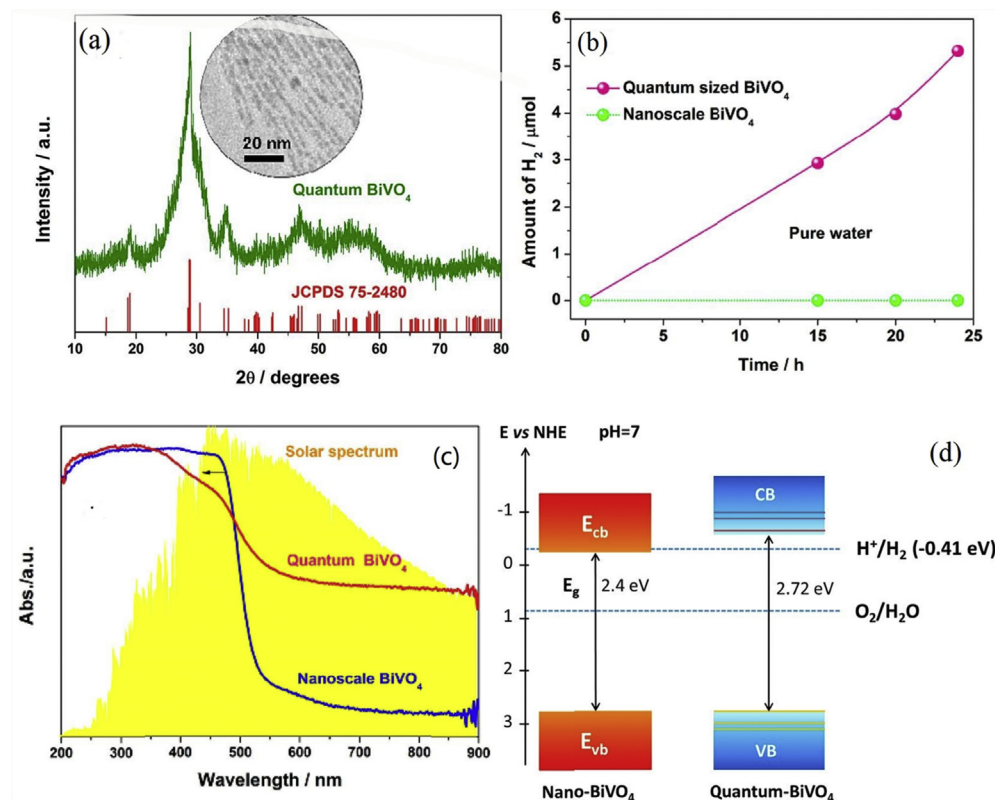 (a)
Intensity / a.u.
20 nm
Quantum BiVO₄
JCPDS 75-2480
10 20 30 40 50 60 70 80
2θ / degrees
(b)
Amount of H₂ / μmol
6
5
4
3
2
1
0
Quantum sized BiVO₄
Nanoscale BiVO₄
Pure water
0 5 10 15 20 25
Time / h
(c)
Abs./a.u.
Solar spectrum
Quantum BiVO₄
Nanoscale BiVO₄
200 300 400 500 600 700 800 900
Wavelength / nm
E vs NHE pH=7
(d)
-1
0
1
2
3
E_cb
CB
H⁺/H₂ (-0.41 eV)
E_g 2.4 eV
2.72 eV
O₂/H₂O
E_vb
VB
Nano-BiVO₄ Quantum-BiVO₄